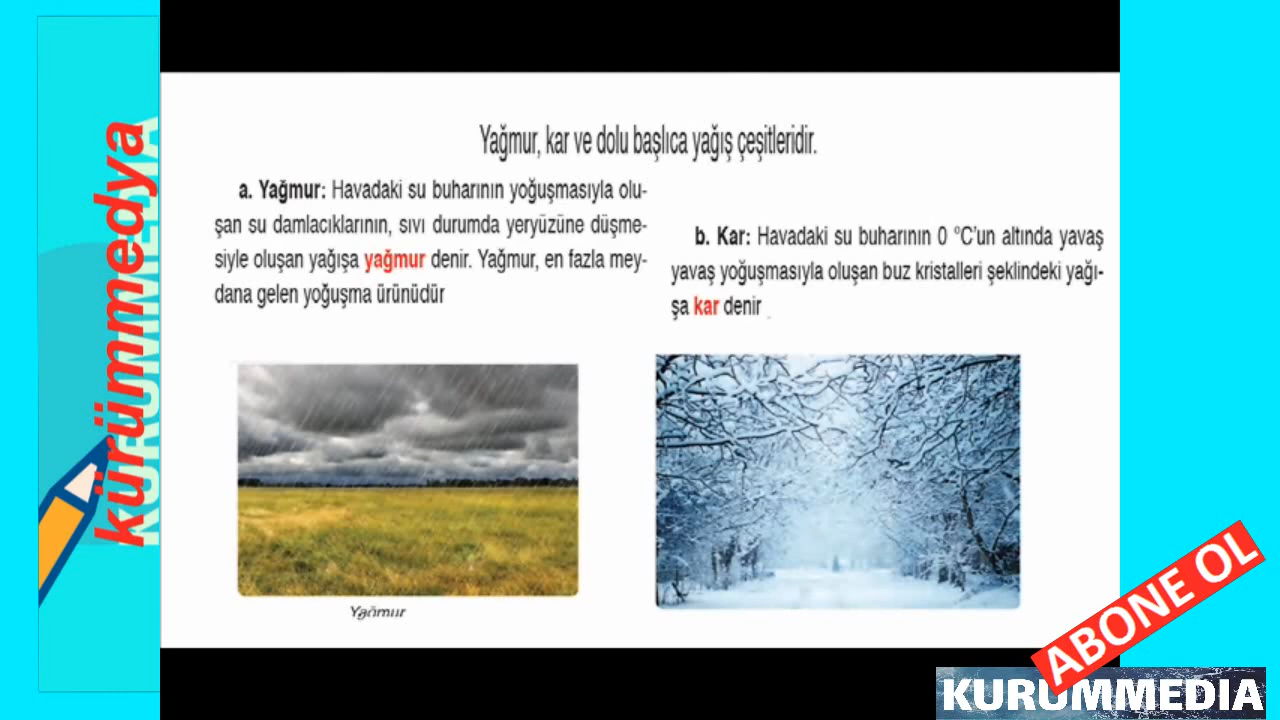 Yağmur, kar ve dolu başlıca yağış çeşitleridir.
a. Yağmur: Havadaki su buharının yoğuşmasıyla olu-
şan su damlacıklarının, sıvı durumda yeryüzüne düşme-
siyle oluşan yağışa yağmur denir. Yağmur, en fazla mey-
dana gelen yoğuşma ürünüdür
b. Kar: Havadaki su buharının 0 °C'un altında yavaş
yavaş yoğuşmasıyla oluşan buz kristalleri şeklindeki yağı-
şa kar denir
Yağmur
kürümmedya
KURUMMEDIA
ABONE OL
KURUMMEDIA